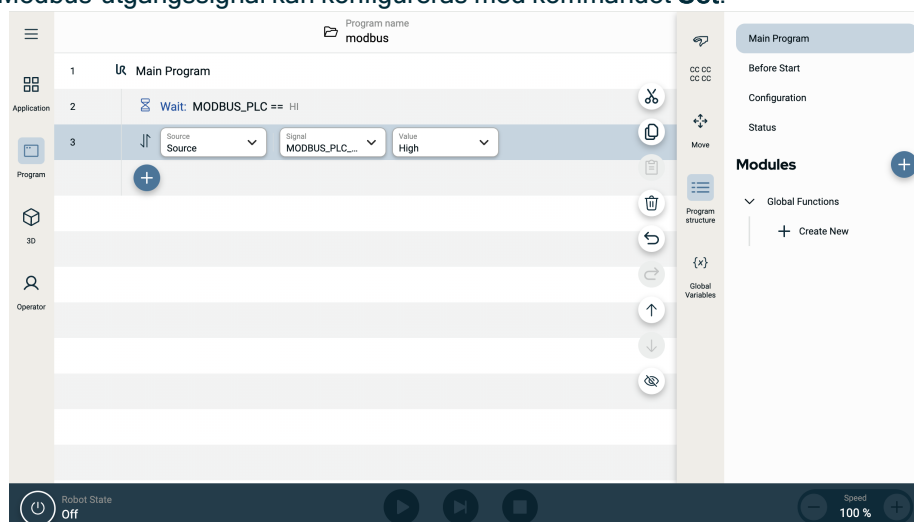 Modbus-utgångssignal kan konfigureras med kommandot Set.
Program name
modbus
Application
Program
3D
Operator
1 Main Program
2 Wait: MODBUS_PLC == HI
3
Source
Source
Signal
MODBUS_PLC_...
Value
High
CC CC
CC CC
Move
Program
structure
{x}
Global
Variables
Main Program
Before Start
Configuration
Status
Modules
Global Functions
Create New
Robot State
Off
Speed
100 %